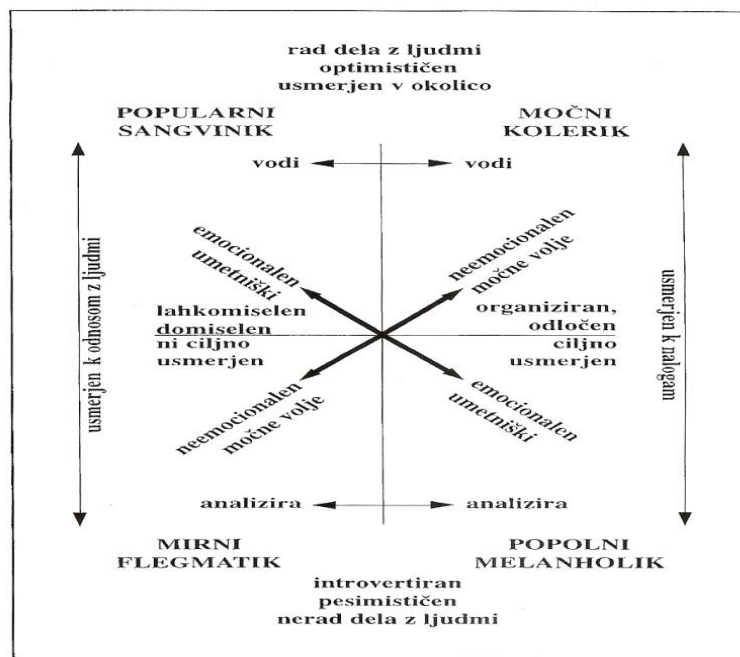 rad dela z ljudmi
optimističen
usmerjen v okolico
POPULARNI
SANGVINIK
MOČNI
KOLERIK
vodi
vodi
emocionalen
umetniški
neemocionalen
močne volje
usmerjen k odnosom z ljudmi
lahkomiselen
domiselen
ni ciljno
usmerjen
organiziran,
odločen
ciljno
usmerjen
usmerjen k nalogam
neemocionalen
močne volje
emocionalen
umetniški
analizira
analizira
MIRNI
FLEGMATIK
POPOLNI
MELANHOLIK
introvertiran
pesimističen
nerad dela z ljudmi